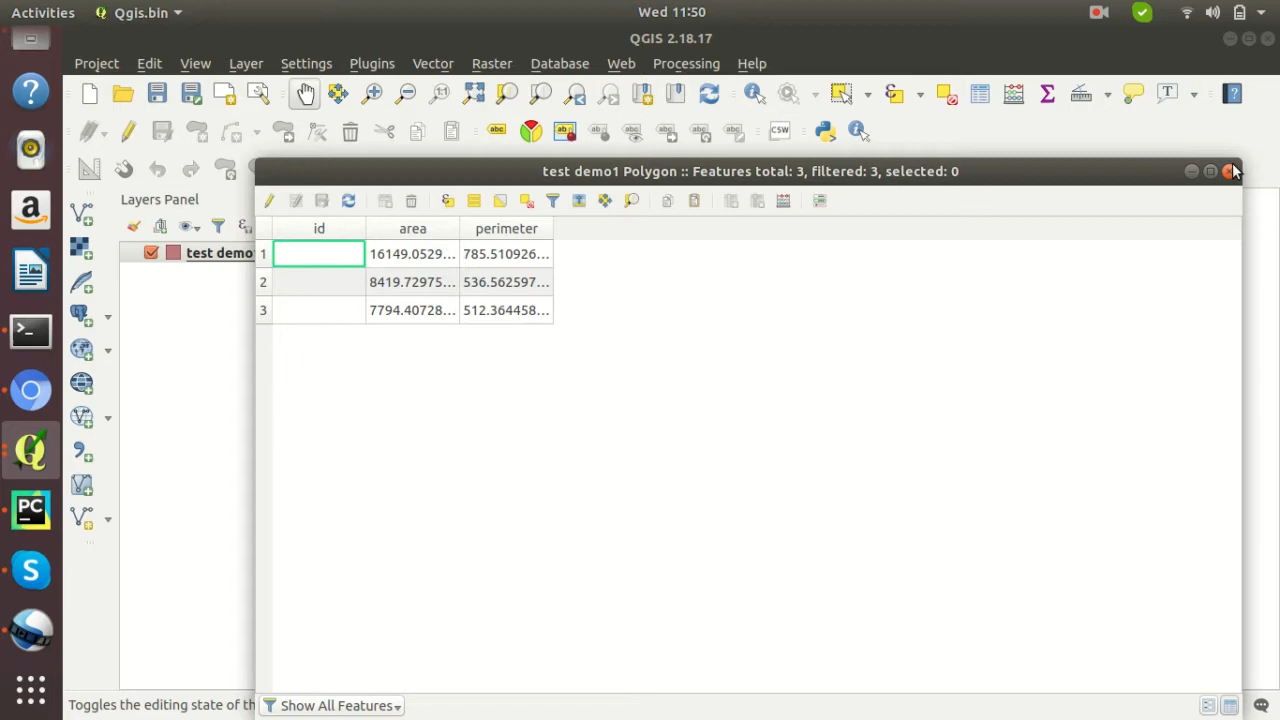 Activities Qgis.bin Wed 11:50
QGIS 2.18.17
Project Edit View Layer Settings Plugins Vector Raster Database Web Processing Help
test demo1 Polygon :: Features total: 3, filtered: 3, selected: 0
Layers Panel
id area perimeter
test demo
1 16149.0529... 785.510926...
2 8419.72975... 536.562597...
3 7794.40728... 512.364458...
Toggles the editing state of th
Show All Features